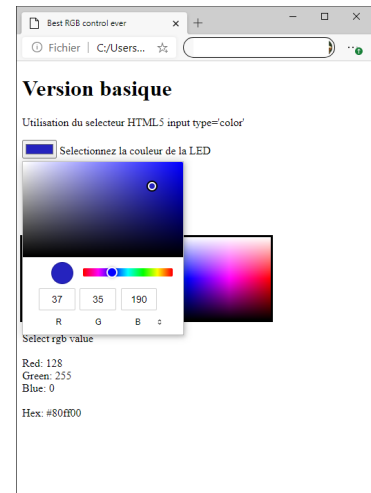 Best RGB control ever
Fichier
C:/Users...
Version basique
Utilisation du selecteur HTML5 input type='color'
Selectionnez la couleur de la LED
37 35 190
R G B
Select rgb value
Red: 128
Green: 255
Blue: 0
Hex: #80ff00